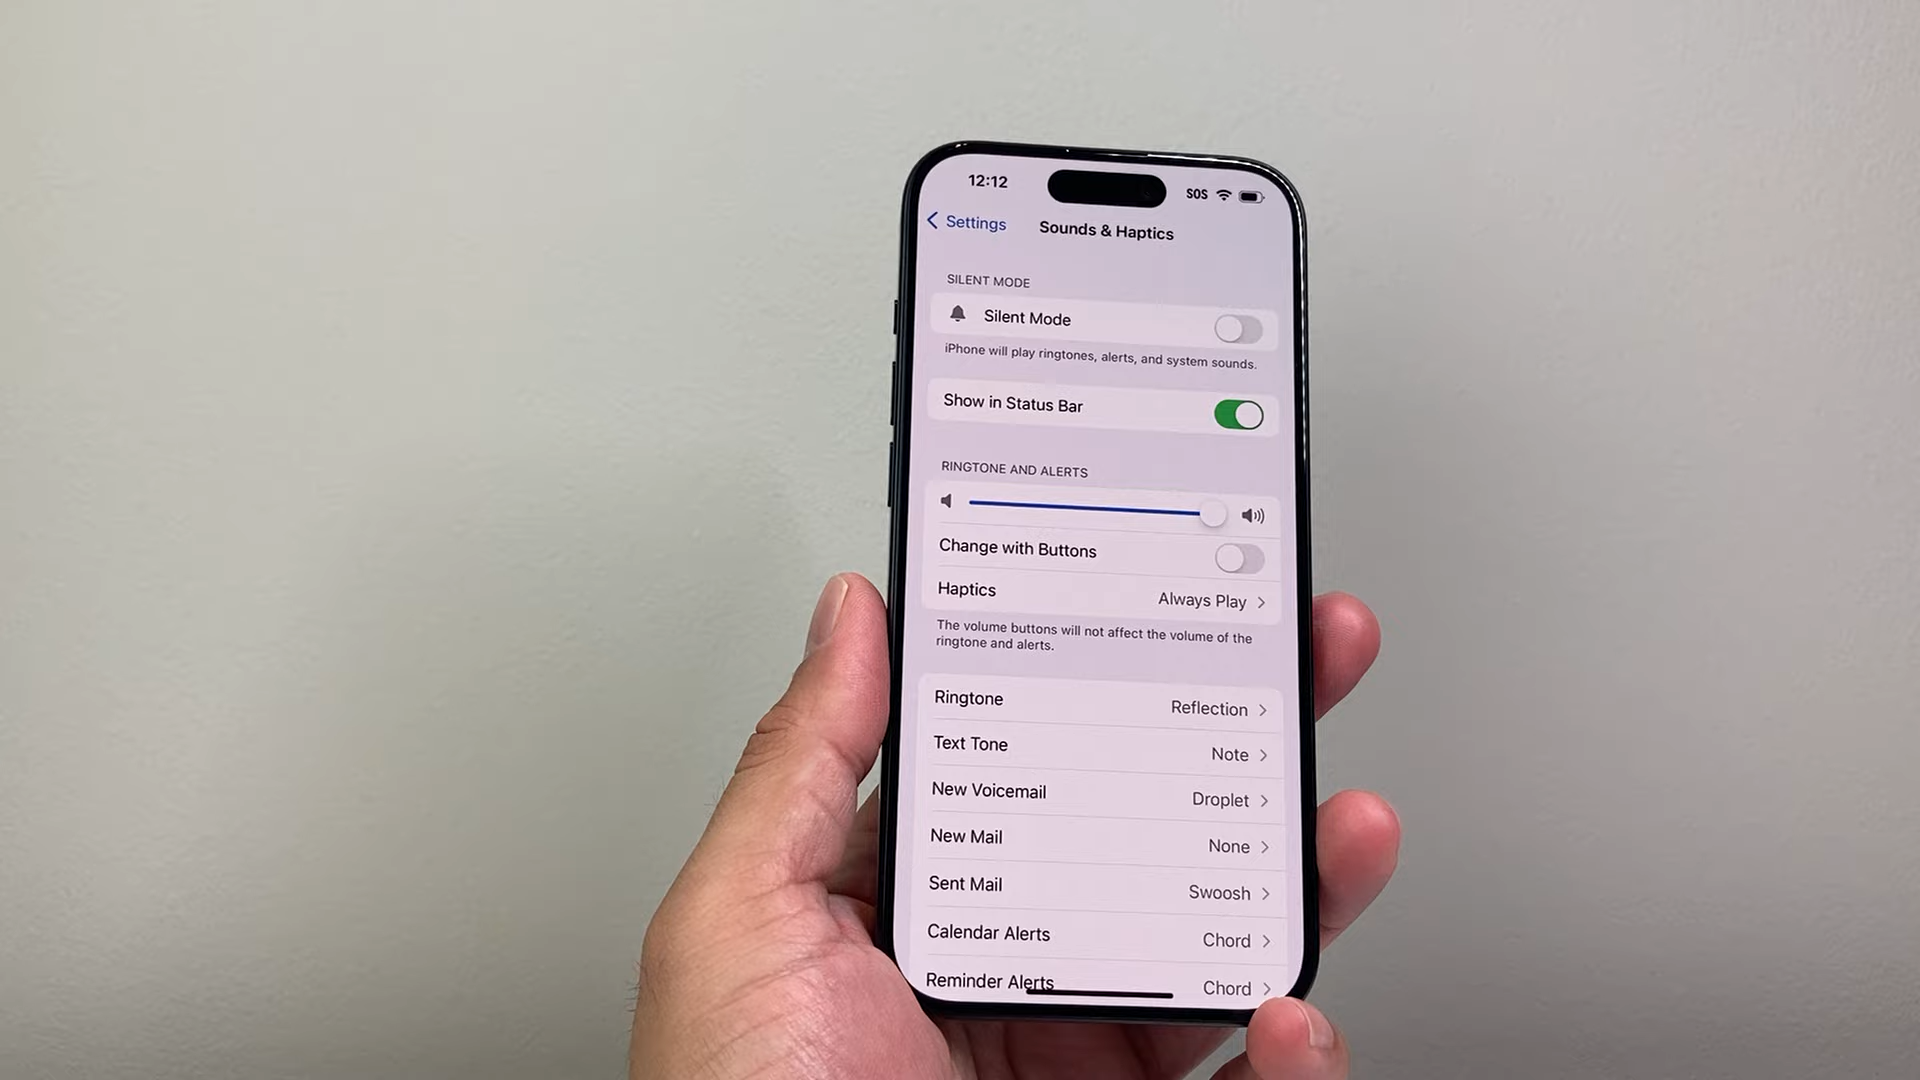 12:12
SOS
Settings
Sounds & Haptics
SILENT MODE
Silent Mode
iPhone will play ringtones, alerts, and system sounds.
Show in Status Bar
RINGTONE AND ALERTS
Change with Buttons
Haptics Always Play
The volume buttons will not affect the volume of the
ringtone and alerts.
Ringtone Reflection
Text Tone Note
New Voicemail Droplet
New Mail None
Sent Mail Swoosh
Calendar Alerts Chord
Reminder Alerts Chord